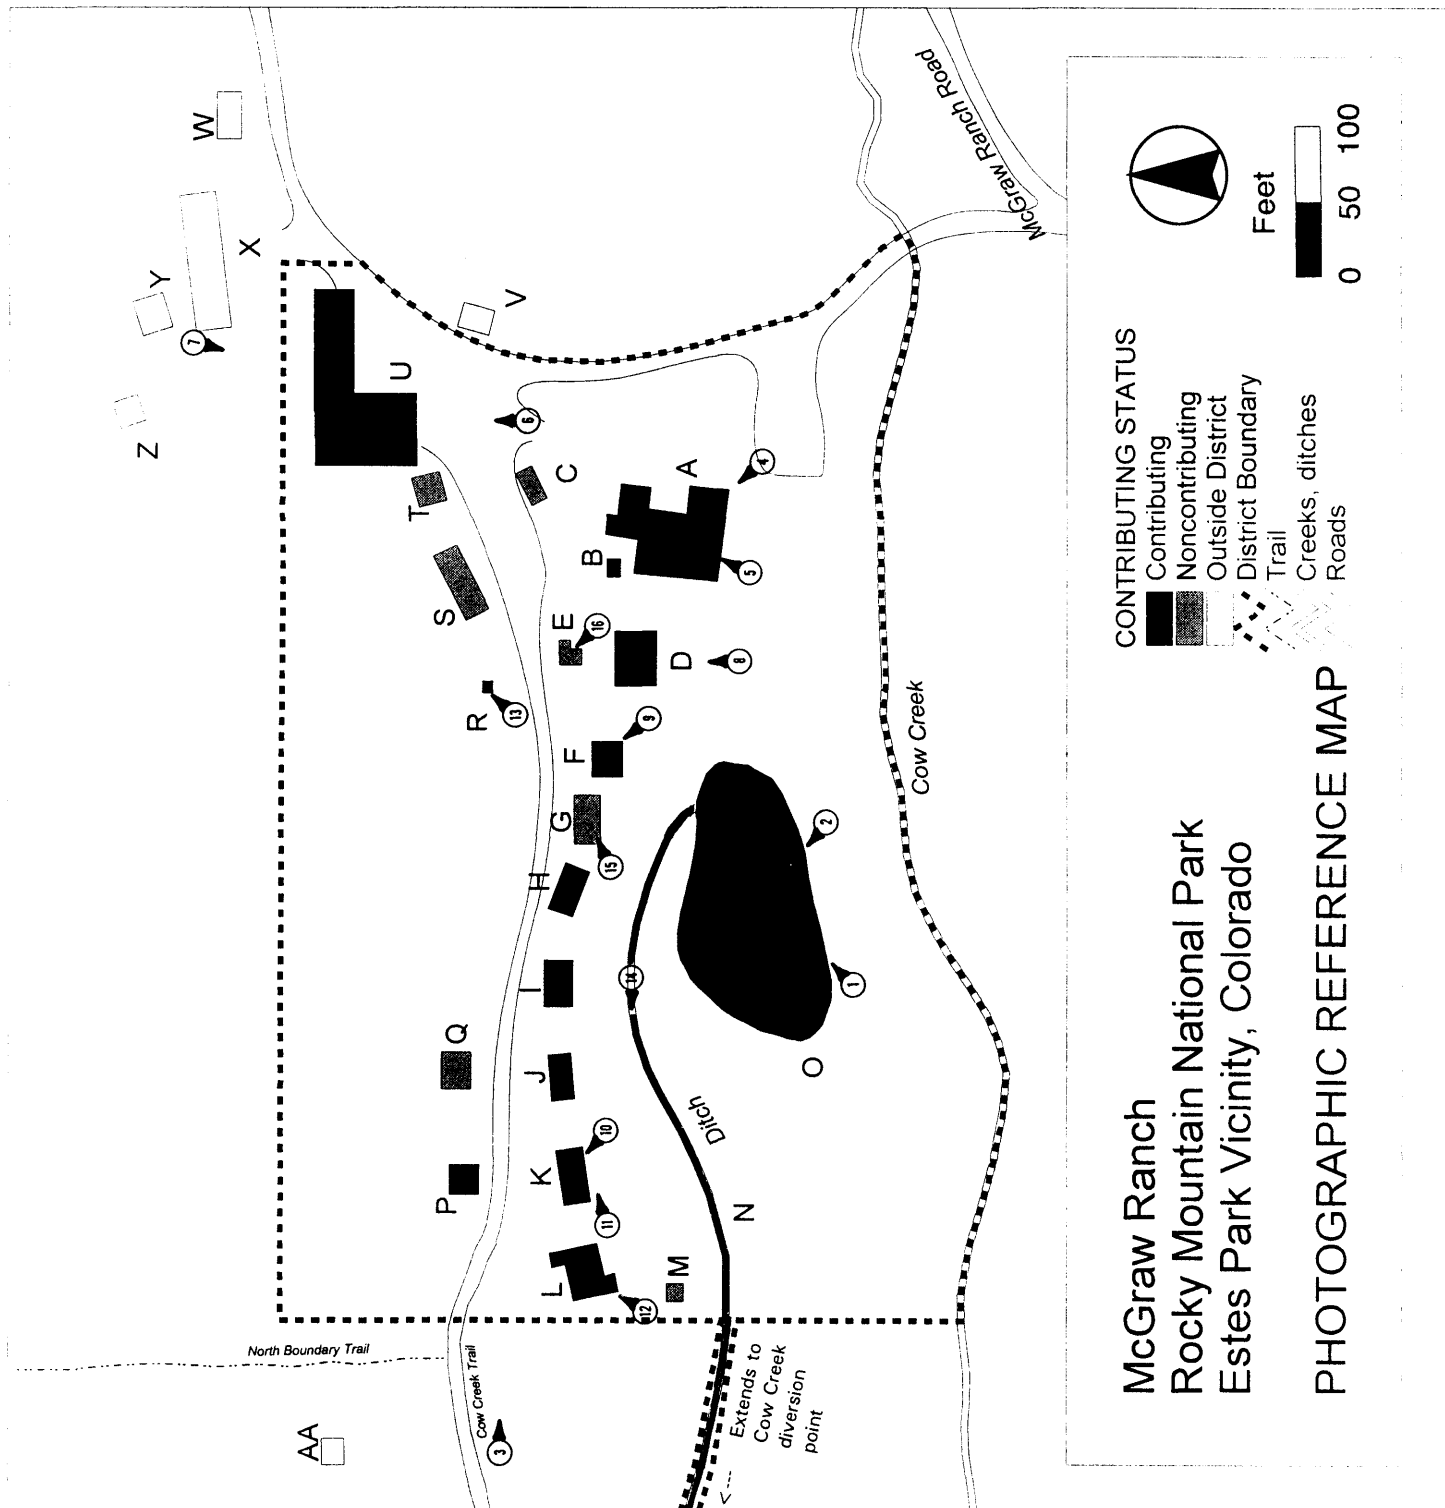 McGraw Ranch
Rocky Mountain National Park
Estes Park Vicinity, Colorado
PHOTOGRAPHIC REFERENCE MAP
CONTRIBUTING STATUS
Contributing
Noncontributing
Outside District
District Boundary
Trail
Creeks, ditches
Roads
Feet
0 50 100
McGraw Ranch Road
Cow Creek
Ditch
North Boundary Trail
Cow Creek Trail
Extends to
Cow Creek
diversion
point
AA
P
Q
R
S
T
U
V
W
X
Y
Z
L
K
J
I
H
G
F
E
D
C
B
A
M
N
O
1
2
3
4
5
6
7
8
9
10
11
12
13
14
15
16